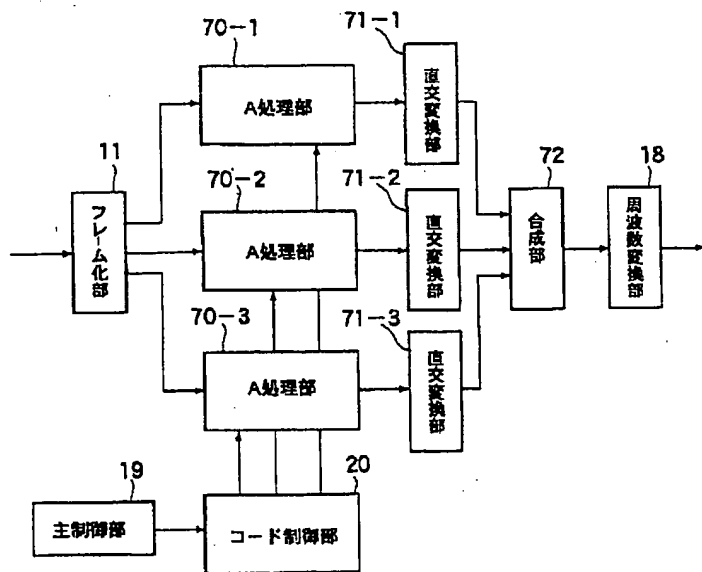 70-1
A処理部
71-1
直交変換部
11
フレーム化部
70-2
A処理部
71-2
直交変換部
72
合成部
18
周波数変換部
70-3
A処理部
71-3
直交変換部
19
主制御部
20
コード制御部